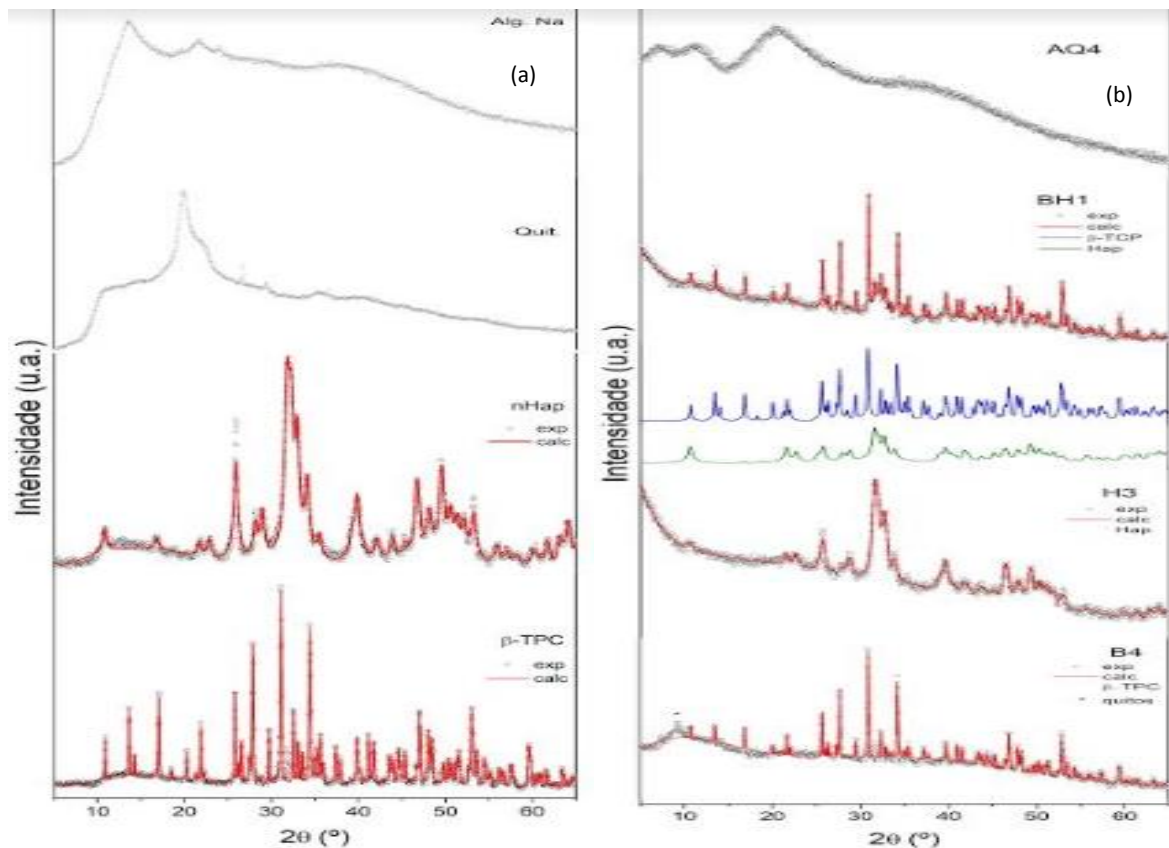 Alg. Na
(a)
Quit.
nHap
exp
calc
β-TPC
exp
calc
Intensidade (u.a.)
10 20 30 40 50 60
2θ (°)
AQ4
(b)
BH1
exp
calc
β-TCP
Hap
H3
exp
calc
Hap
B4
exp
calc
β-TPC
quitos
Intensidade (u.a.)
10 20 30 40 50 60
2θ (°)